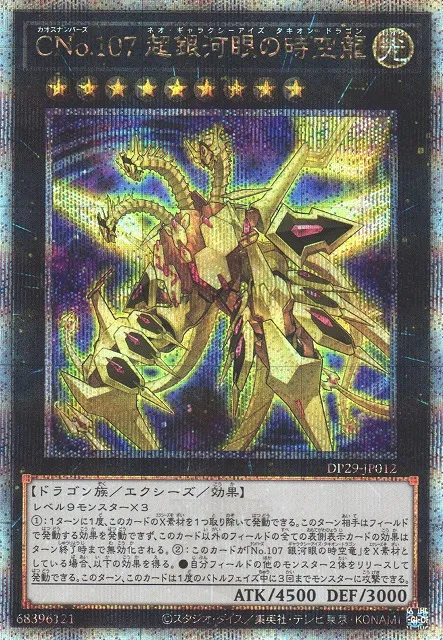 カオスナンバーズ ネオ・ギャラクシーアイズ タキオン ドラゴン
CNo.107 超銀河眼の時空龍 光
DP29-JP012
【ドラゴン族／エクシーズ／効果】
レベル９モンスター×３
①：１ターンに１度、このカードのX素材を１つ取り除いて発動できる。このターン相手はフィールド
で発動する効果を発動できず、このカード以外のフィールドの全ての表側表示カードの効果は
ターン終了時まで無効化される。②：このカードが「No.107 銀河眼の時空竜」をX素材と
している場合、以下の効果を得る。●自分フィールドの他のモンスター２体をリリースして
発動できる。このターン、このカードは１度のバトルフェイズ中に３回までモンスターに攻撃できる。
ATK/4500 DEF/3000
68396121 ©スタジオ・ダイス／集英社・テレビ東京・KONAMI